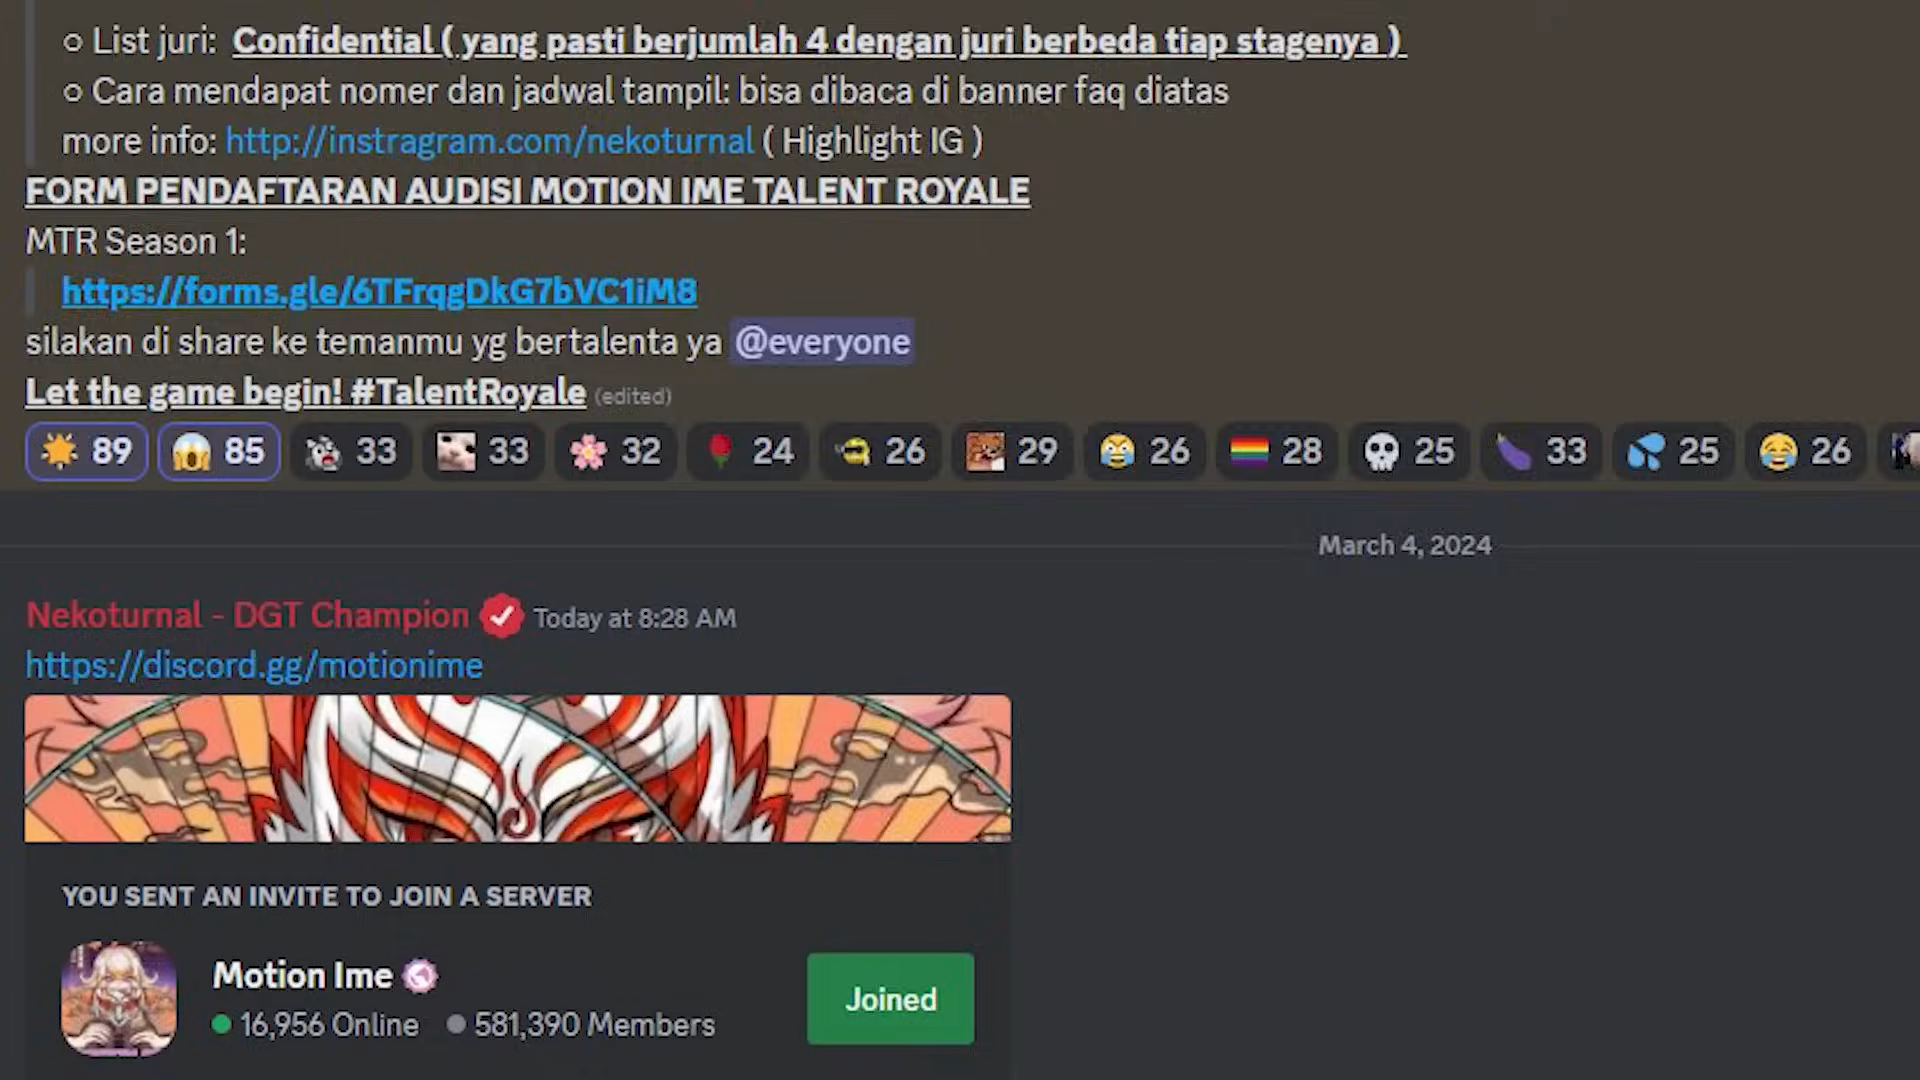 ○ List juri: Confidential ( yang pasti berjumlah 4 dengan juri berbeda tiap stagenya )
○ Cara mendapat nomer dan jadwal tampil: bisa dibaca di banner faq diatas
more info: http://instragram.com/nekoturnal ( Highlight IG )
FORM PENDAFTARAN AUDISI MOTION IME TALENT ROYALE
MTR Season 1:
https://forms.gle/6TFrqgDkG7bVC1iM8
silakan di share ke temanmu yg bertalenta ya @everyone
Let the game begin! #TalentRoyale (edited)
89 85 33 33 32 24 26 29 26 28 25 33 25 26
March 4, 2024
Nekoturnal - DGT Champion Today at 8:28 AM
https://discord.gg/motionime
YOU SENT AN INVITE TO JOIN A SERVER
Motion Ime
16,956 Online 581,390 Members
Joined